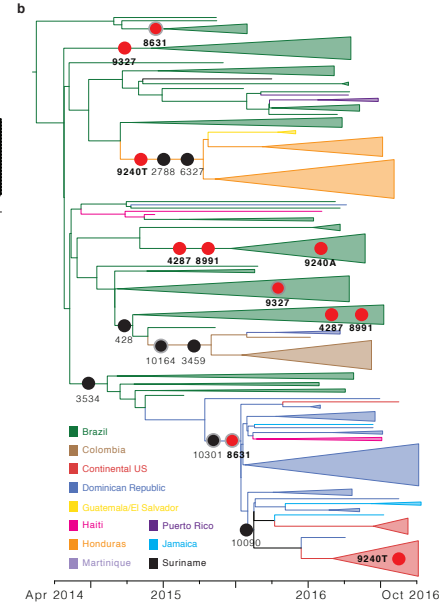 b
8631
9327
9240T 2788 6327
4287 8991
9240A
9327
4287 8991
428
10164 3459
3534
10301 8631
10090
9240T
Brazil
Colombia
Continental US
Dominican Republic
Guatemala/El Salvador
Haiti
Puerto Rico
Honduras
Jamaica
Martinique
Suriname
Apr 2014 2015 2016 Oct 2016